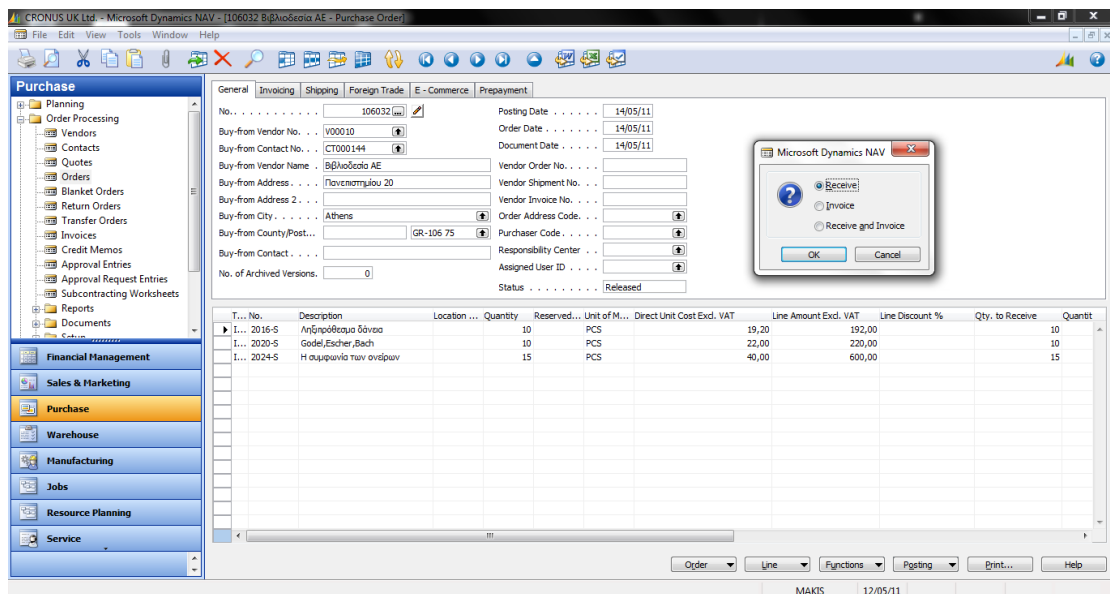 CRONUS UK Ltd. - Microsoft Dynamics NAV - [106032 Βιβλιοδεσία ΑΕ - Purchase Order]
File Edit View Tools Window Help
Purchase
Planning
Order Processing
Vendors
Contacts
Quotes
Orders
Blanket Orders
Return Orders
Transfer Orders
Invoices
Credit Memos
Approval Entries
Approval Request Entries
Subcontracting Worksheets
Reports
Documents
Setup
Financial Management
Sales & Marketing
Purchase
Warehouse
Manufacturing
Jobs
Resource Planning
Service
General Invoicing Shipping Foreign Trade E - Commerce Prepayment
No. . . . . . . . . . . . 106032 ...
Buy-from Vendor No. . . V00010
Buy-from Contact No. . . CT000144
Buy-from Vendor Name . Βιβλιοδεσία ΑΕ
Buy-from Address . . . . Πανεπιστημίου 20
Buy-from Address 2 . . .
Buy-from City . . . . . . Athens
Buy-from County/Post... GR-106 75
Buy-from Contact . . . .
No. of Archived Versions. 0
Posting Date . . . . . . 14/05/11
Order Date . . . . . . . 14/05/11
Document Date . . . . . 14/05/11
Vendor Order No. . . . .
Vendor Shipment No. . . .
Vendor Invoice No. . . .
Order Address Code. . .
Purchaser Code . . . . .
Responsibility Center . .
Assigned User ID . . . .
Status . . . . . . . . . Released
Microsoft Dynamics NAV
Receive
Invoice
Receive and Invoice
OK Cancel
T... No. Description Location ... Quantity Reserved... Unit of M... Direct Unit Cost Excl. VAT Line Amount Excl. VAT Line Discount % Qty. to Receive Quantit
I... 2016-S Ληξιπρόθεσμα δάνεια 10 PCS 19,20 192,00 10
I... 2020-S Godel,Escher,Bach 10 PCS 22,00 220,00 10
I... 2024-S Η συμφωνία των ονείρων 15 PCS 40,00 600,00 15
Order Line Functions Posting Print... Help
MAKIS 12/05/11